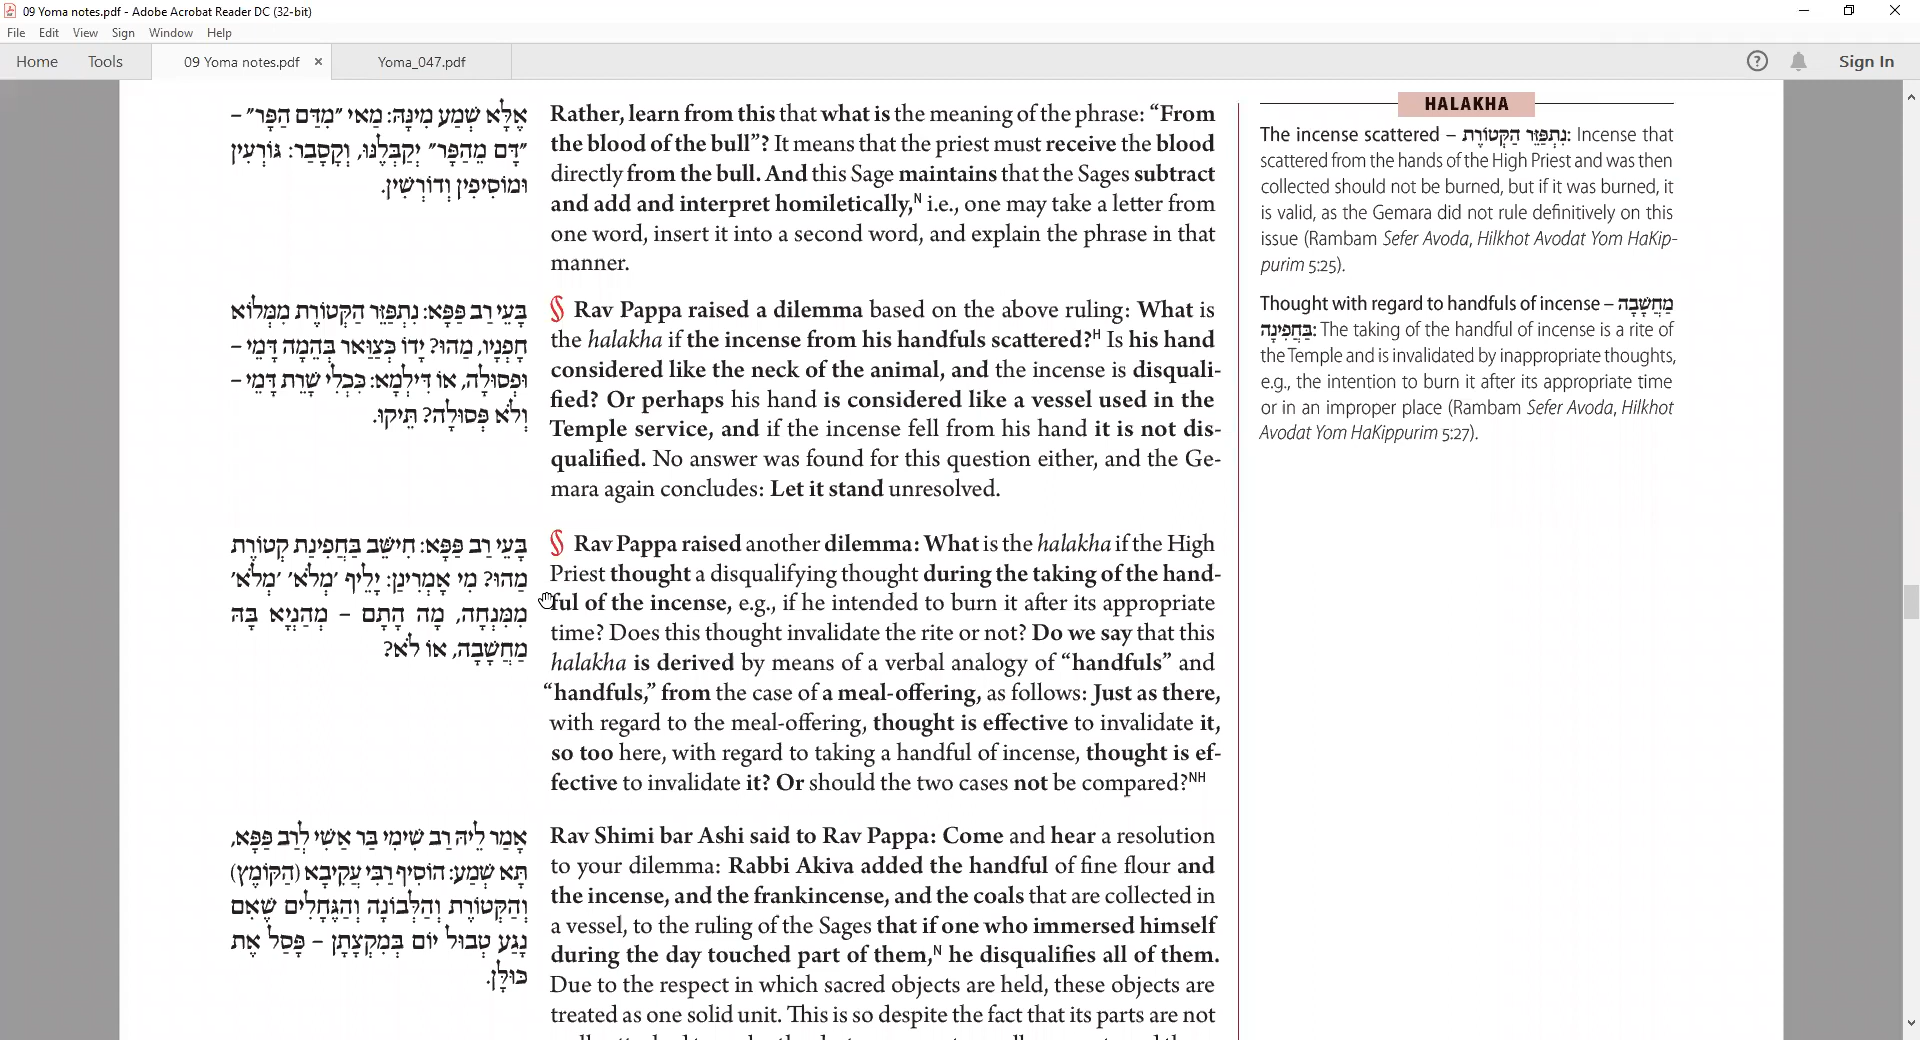 09 Yoma notes.pdf - Adobe Acrobat Reader DC (32-bit)
File Edit View Sign Window Help
Home Tools 09 Yoma notes.pdf × Yoma_047.pdf ? Sign In
אֶלָּא שְׁמַע מִינַּהּ: מַאי ״מִדַּם הַפָּר״ –
״דָּם מֵהַפָּר״ יְקַבְּלֶנּוּ, וְקָסָבַר: גּוֹרְעִין
וּמוֹסִיפִין וְדוֹרְשִׁין.
Rather, learn from this that what is the meaning of the phrase: “From
the blood of the bull”? It means that the priest must receive the blood
directly from the bull. And this Sage maintains that the Sages subtract
and add and interpret homiletically,ᴺ i.e., one may take a letter from
one word, insert it into a second word, and explain the phrase in that
manner.
בָּעֵי רַב פַּפָּא: נִתְפַּזֵּר הַקְּטוֹרֶת מִמְּלוֹא
חׇפְנָיו, מַהוּ? יָדוֹ כְּצַוַּאר בְּהֵמָה דָּמֵי –
וּפְסוּלָה, אוֹ דִּילְמָא: כִּכְלִי שָׁרֵת דָּמֵי –
וְלֹא פְּסוּלָה? תֵּיקוּ.
§ Rav Pappa raised a dilemma based on the above ruling: What is
the halakha if the incense from his handfuls scattered?ᴴ Is his hand
considered like the neck of the animal, and the incense is disquali-
fied? Or perhaps his hand is considered like a vessel used in the
Temple service, and if the incense fell from his hand it is not dis-
qualified. No answer was found for this question either, and the Ge-
mara again concludes: Let it stand unresolved.
בָּעֵי רַב פַּפָּא: חִישֵּׁב בַּחֲפִינַת קְטוֹרֶת
מַהוּ? מִי אָמְרִינַן: יָלֵיף ׳מְלֹא׳ ׳מְלֹא׳
מִמִּנְחָה, מָה הָתָם – מְהַנְיָא בָּהּ
מַחְשָׁבָה, אוֹ לֹא?
§ Rav Pappa raised another dilemma: What is the halakha if the High
Priest thought a disqualifying thought during the taking of the hand-
ful of the incense, e.g., if he intended to burn it after its appropriate
time? Does this thought invalidate the rite or not? Do we say that this
halakha is derived by means of a verbal analogy of “handfuls” and
“handfuls,” from the case of a meal-offering, as follows: Just as there,
with regard to the meal-offering, thought is effective to invalidate it,
so too here, with regard to taking a handful of incense, thought is ef-
fective to invalidate it? Or should the two cases not be compared?ᴺᴴ
אָמַר לֵיהּ רַב שִׁימִי בַּר אַשִׁי לְרַב פַּפָּא,
תָּא שְׁמַע: הוֹסִיף רַבִּי עֲקִיבָא (הַקּוֹמֶץ)
וְהַקְּטוֹרֶת וְהַלְּבוֹנָה וְהַגֶּחָלִים שֶׁאִם
נָגַע טְבוּל יוֹם בְּמִקְצָתָן – פָּסַל אֶת
כּוּלָּן.
Rav Shimi bar Ashi said to Rav Pappa: Come and hear a resolution
to your dilemma: Rabbi Akiva added the handful of fine flour and
the incense, and the frankincense, and the coals that are collected in
a vessel, to the ruling of the Sages that if one who immersed himself
during the day touched part of them,ᴺ he disqualifies all of them.
Due to the respect in which sacred objects are held, these objects are
treated as one solid unit. This is so despite the fact that its parts are not
HALAKHA
The incense scattered – נִתְפַּזֵּר הַקְּטוֹרֶת: Incense that
scattered from the hands of the High Priest and was then
collected should not be burned, but if it was burned, it
is valid, as the Gemara did not rule definitively on this
issue (Rambam Sefer Avoda, Hilkhot Avodat Yom HaKip-
purim 5:25).
Thought with regard to handfuls of incense – מַחֲשָׁבָה
בַּחֲפִינָה: The taking of the handful of incense is a rite of
the Temple and is invalidated by inappropriate thoughts,
e.g., the intention to burn it after its appropriate time
or in an improper place (Rambam Sefer Avoda, Hilkhot
Avodat Yom HaKippurim 5:27).